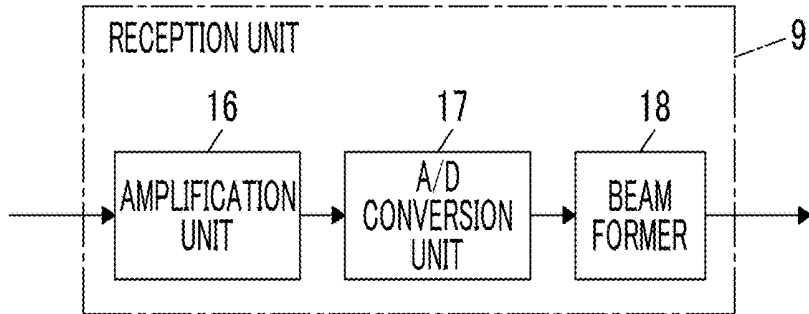 RECEPTION UNIT
9
16
17
18
AMPLIFICATION
UNIT
A/D
CONVERSION
UNIT
BEAM
FORMER